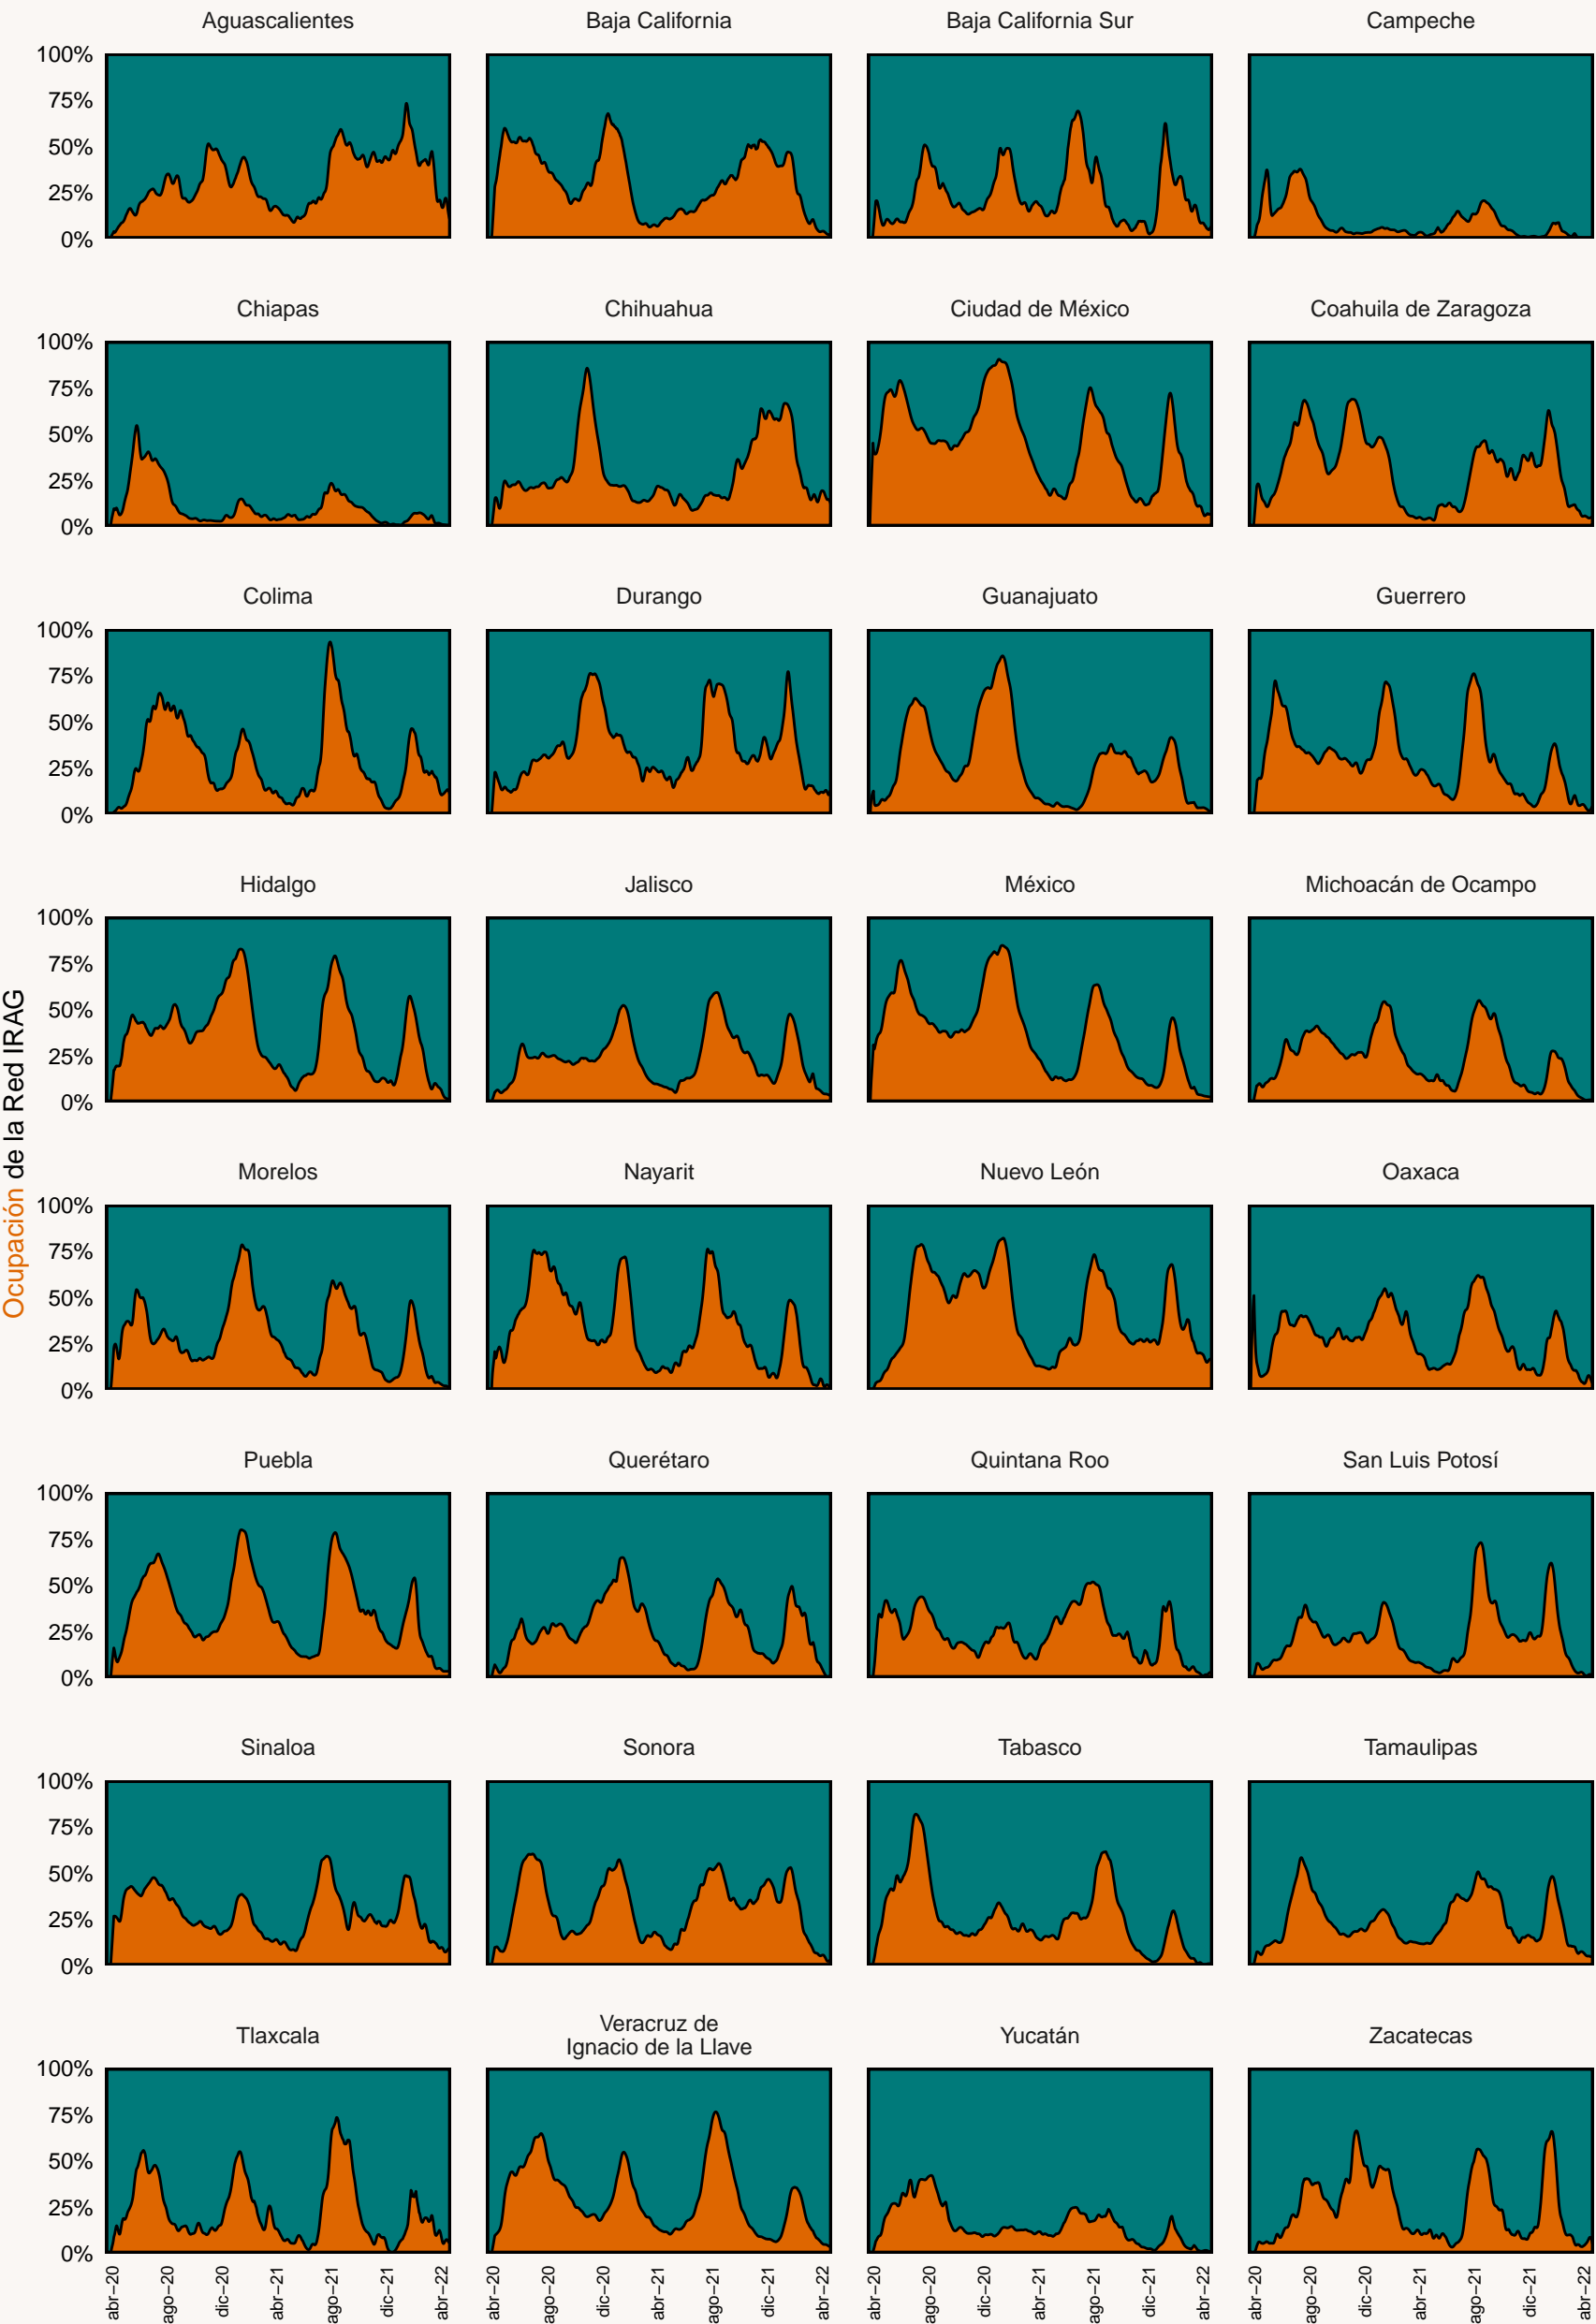 Aguascalientes
Baja California
Baja California Sur
Campeche
100%
75%
50%
25%
0%
Chiapas
Chihuahua
Ciudad de México
Coahuila de Zaragoza
100%
75%
50%
25%
0%
Colima
Durango
Guanajuato
Guerrero
100%
75%
50%
25%
0%
Hidalgo
Jalisco
México
Michoacán de Ocampo
100%
75%
50%
25%
0%
Ocupación de la Red IRAG
Morelos
Nayarit
Nuevo León
Oaxaca
100%
75%
50%
25%
0%
Puebla
Querétaro
Quintana Roo
San Luis Potosí
100%
75%
50%
25%
0%
Sinaloa
Sonora
Tabasco
Tamaulipas
100%
75%
50%
25%
0%
Tlaxcala
Veracruz de
Ignacio de la Llave
Yucatán
Zacatecas
100%
75%
50%
25%
0%
abr−20
ago−20
dic−20
abr−21
ago−21
dic−21
abr−22
abr−20
ago−20
dic−20
abr−21
ago−21
dic−21
abr−22
abr−20
ago−20
dic−20
abr−21
ago−21
dic−21
abr−22
abr−20
ago−20
dic−20
abr−21
ago−21
dic−21
abr−22